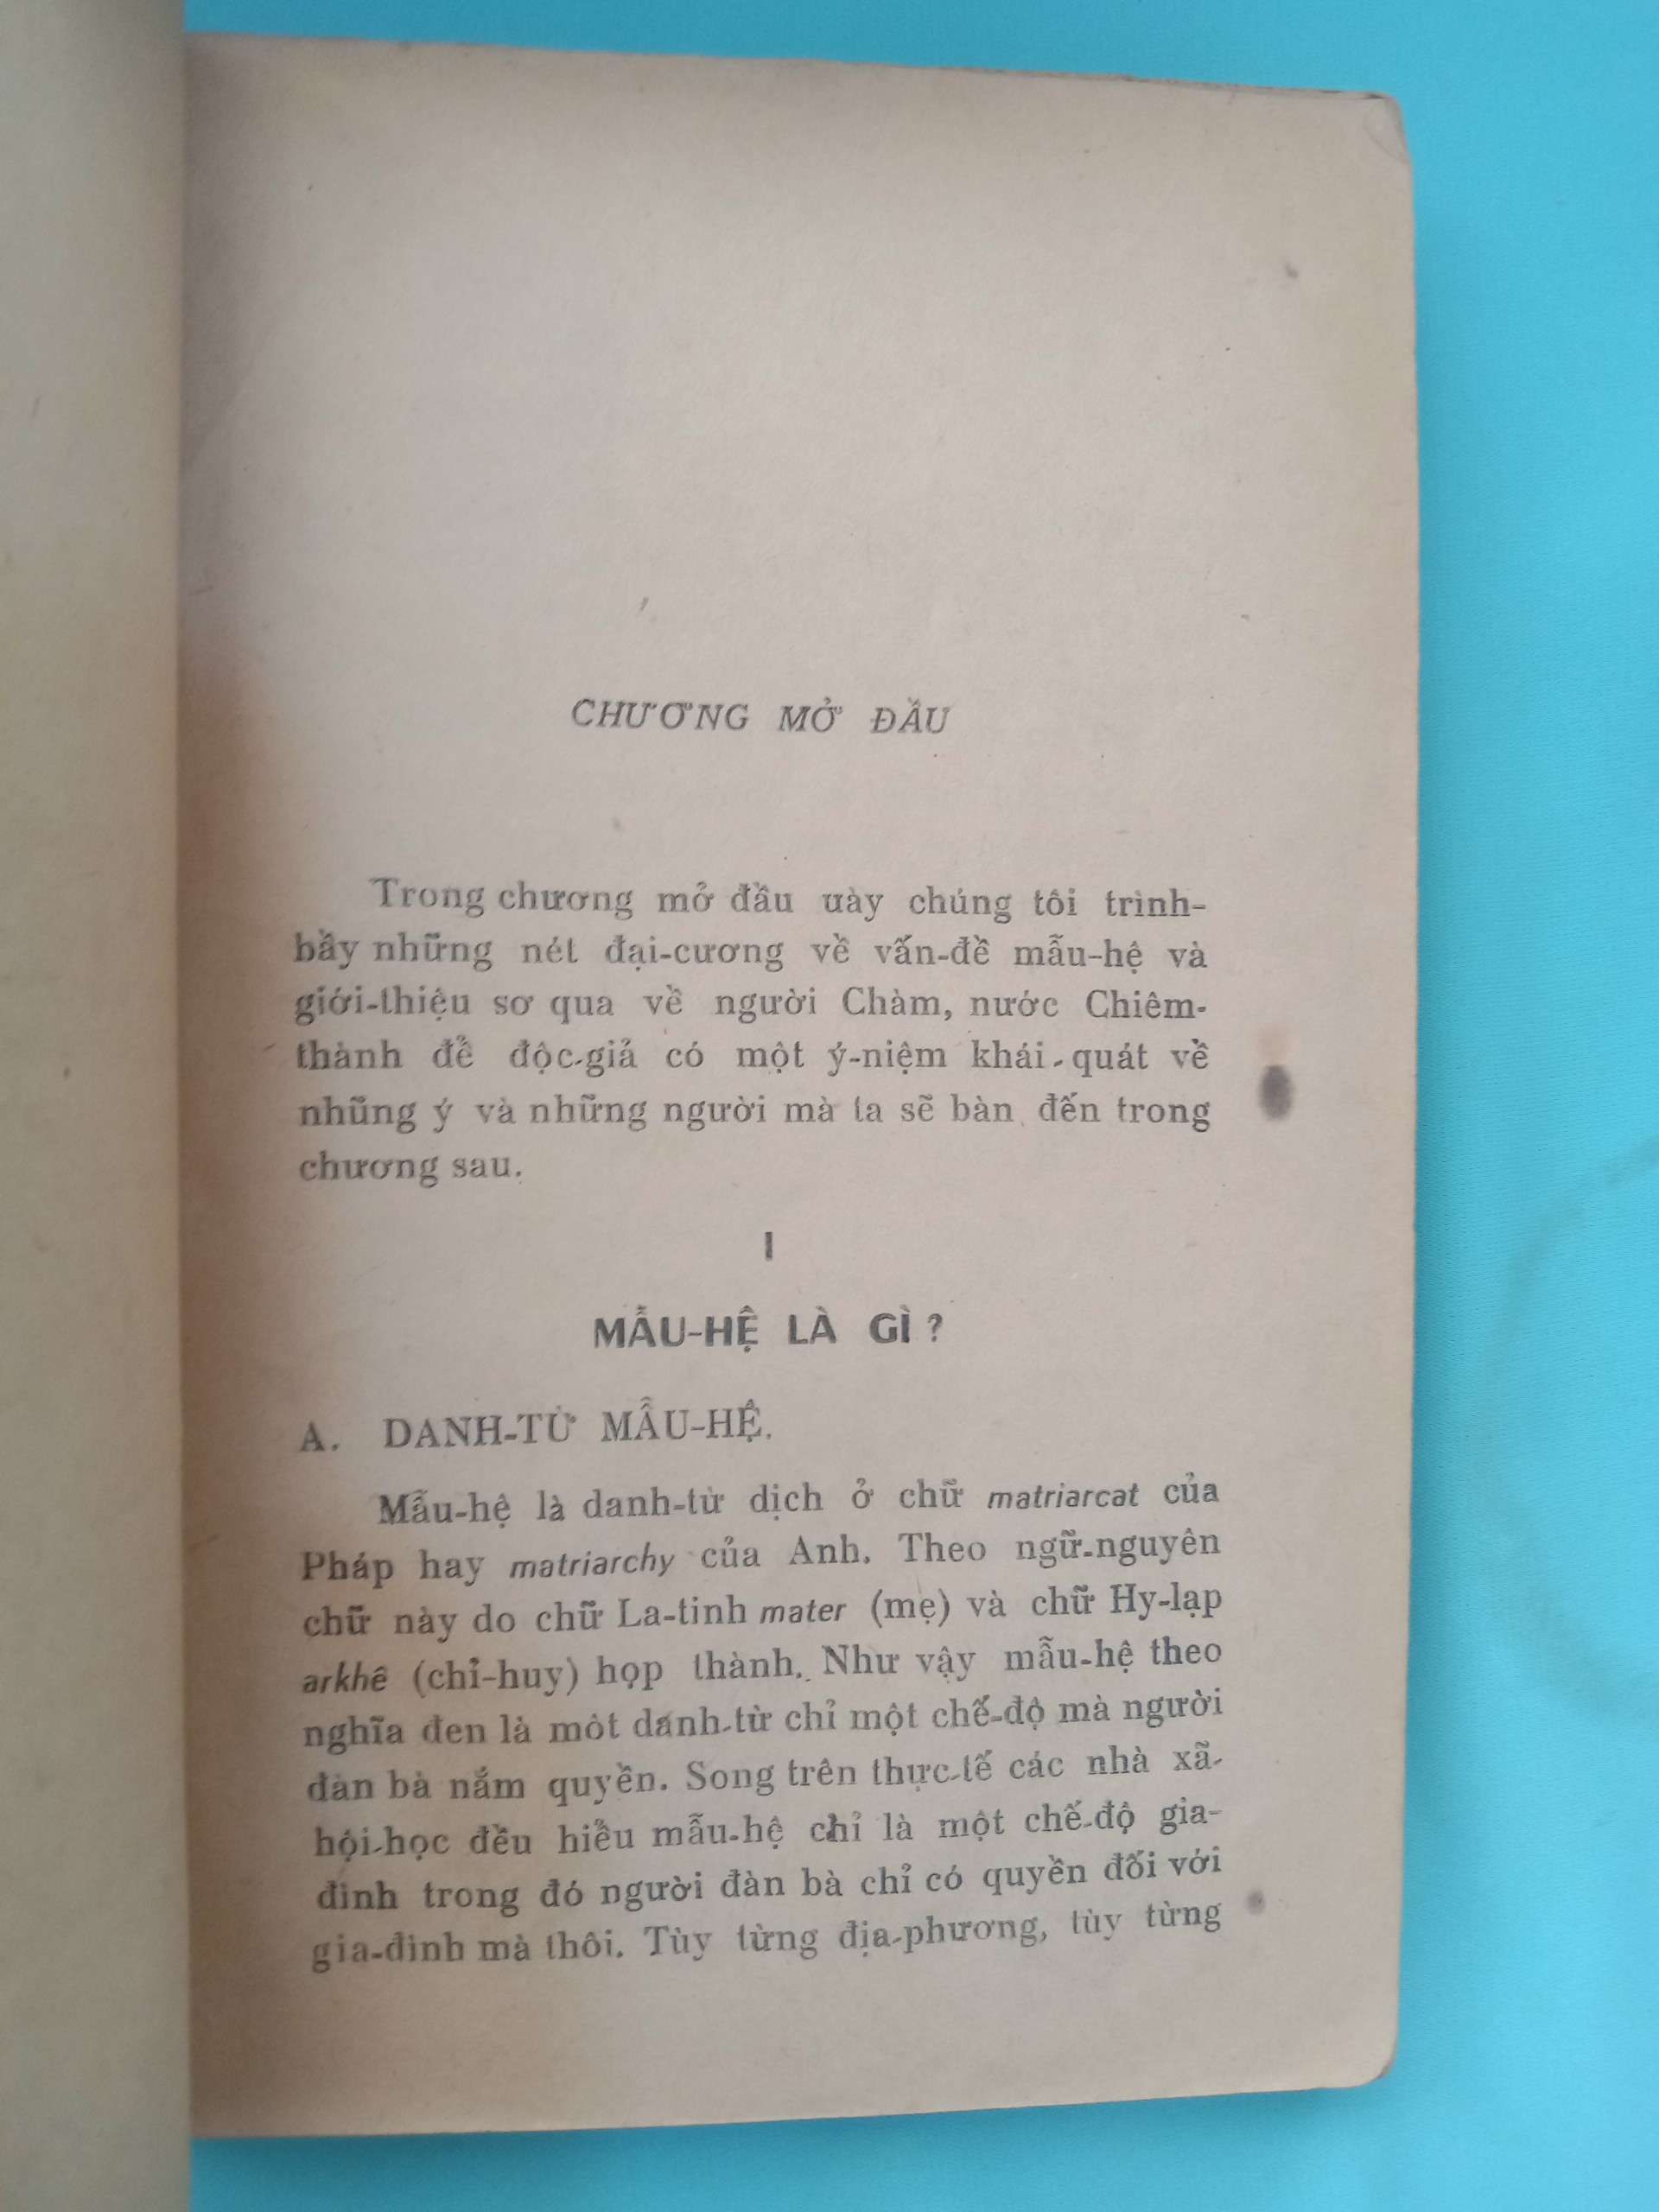 CHƯƠNG MỞ ĐẦU
Trong chương mở đầu uày chúng tôi trình-
bầy những nét đại-cương về vấn-đề mẫu-hệ và
giới-thiệu sơ qua về người Chàm, nước Chiêm-
thành để độc-giả có một ý-niệm khái-quát về
nhũng ý và những người mà ta sẽ bàn đến trong
chương sau.
I
MẪU-HỆ LÀ GÌ ?
A. DANH-TỪ MẪU-HỆ.
Mẫu-hệ là danh-từ dịch ở chữ matriarcat của
Pháp hay matriarchy của Anh. Theo ngữ-nguyên
chữ này do chữ La-tinh mater (mẹ) và chữ Hy-lạp
arkhê (chỉ-huy) họp thành. Như vậy mẫu-hệ theo
nghĩa đen là môt danh-từ chỉ một chế-độ mà người
đàn bà nắm quyền. Song trên thực-tế các nhà xã-
hội-học đều hiểu mẫu-hệ chỉ là một chế-độ gia-
đình trong đó người đàn bà chỉ có quyền đối với
gia-đình mà thôi. Tùy từng địa-phương, tùy từng